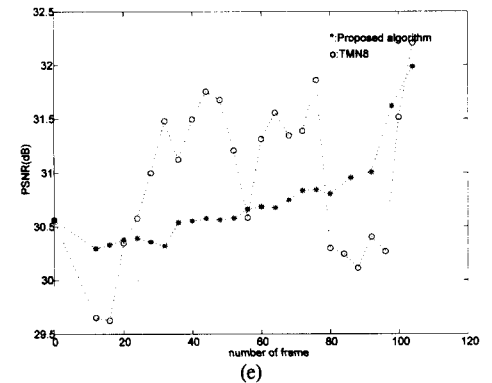 32.5
* :Proposed algorithm
o :TMN8
32
31.5
31
PSNR(dB)
30.5
30
29.5
0 20 40 60 80 100 120
number of frame
(e)